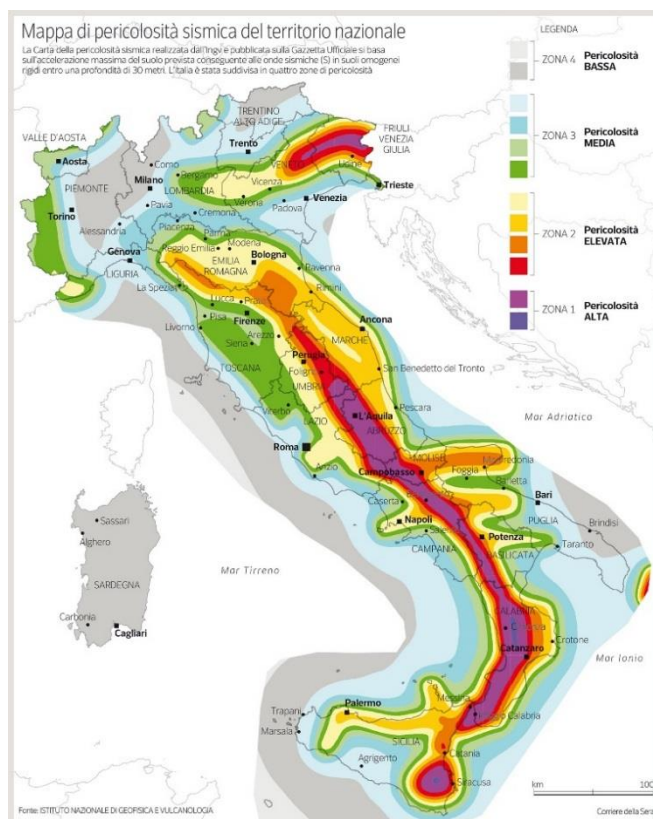 Mappa di pericolosità sismica del territorio nazionale
La Carta della pericolosità sismica realizzata dall'Ingv e pubblicata sulla Gazzetta Ufficiale si basa
sull'accelerazione massima del suolo prevista conseguente alle onde sismiche (S) in suoli omogenei
rigidi entro una profondità di 30 metri. L'Italia è stata suddivisa in quattro zone di pericolosità
LEGENDA
ZONA 4 Pericolosità BASSA
ZONA 3 Pericolosità MEDIA
ZONA 2 Pericolosità ELEVATA
ZONA 1 Pericolosità ALTA
TRENTINO
ALTO ADIGE
FRIULI
VENEZIA
GIULIA
VALLE D'AOSTA
Aosta
Trento
VENETO
Udine
Como
Bergamo
Milano
LOMBARDIA
Vicenza
Trieste
PIEMONTE
Verona
Padova
Venezia
Torino
Pavia
Cremona
Alessandria
Piacenza
Parma
Reggio Emilia
Modena
Genova
EMILIA
ROMAGNA
Bologna
LIGURIA
Ravenna
La Spezia
Rimini
Lucca
Prato
Pisa
Firenze
Livorno
Arezzo
Ancona
Siena
MARCHE
TOSCANA
Perugia
Foligno
UMBRIA
San Benedetto del Tronto
Viterbo
LAZIO
L'Aquila
Pescara
ABRUZZO
Mar Adriatico
Roma
Anzio
MOLISE
Campobasso
Manfredonia
Foggia
Barletta
Caserta
Bari
Napoli
PUGLIA
Brindisi
Potenza
CAMPANIA
BASILICATA
Taranto
Sassari
Alghero
SARDEGNA
Mar Tirreno
Carbonia
Cagliari
CALABRIA
Cosenza
Crotone
Catanzaro
Mar Ionio
Messina
Reggio Calabria
Palermo
Trapani
Marsala
SICILIA
Catania
Agrigento
Siracusa
km 100
Fonte: ISTITUTO NAZIONALE DI GEOFISICA E VULCANOLOGIA
Corriere della Sera